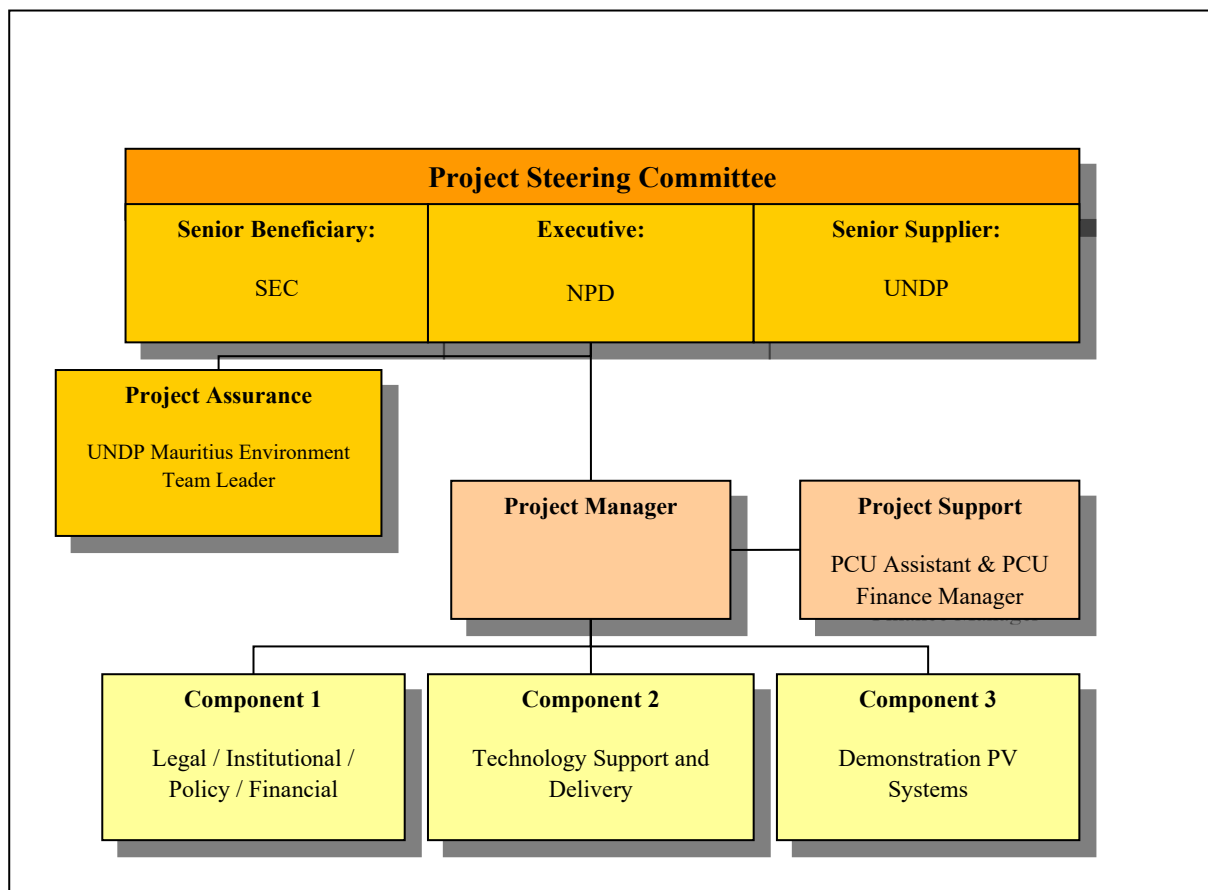 Project Steering Committee
Senior Beneficiary:
SEC
Executive:
NPD
Senior Supplier:
UNDP
Project Assurance
UNDP Mauritius Environment
Team Leader
Project Manager
Project Support
PCU Assistant & PCU
Finance Manager
Component 1
Legal / Institutional /
Policy / Financial
Component 2
Technology Support and
Delivery
Component 3
Demonstration PV
Systems